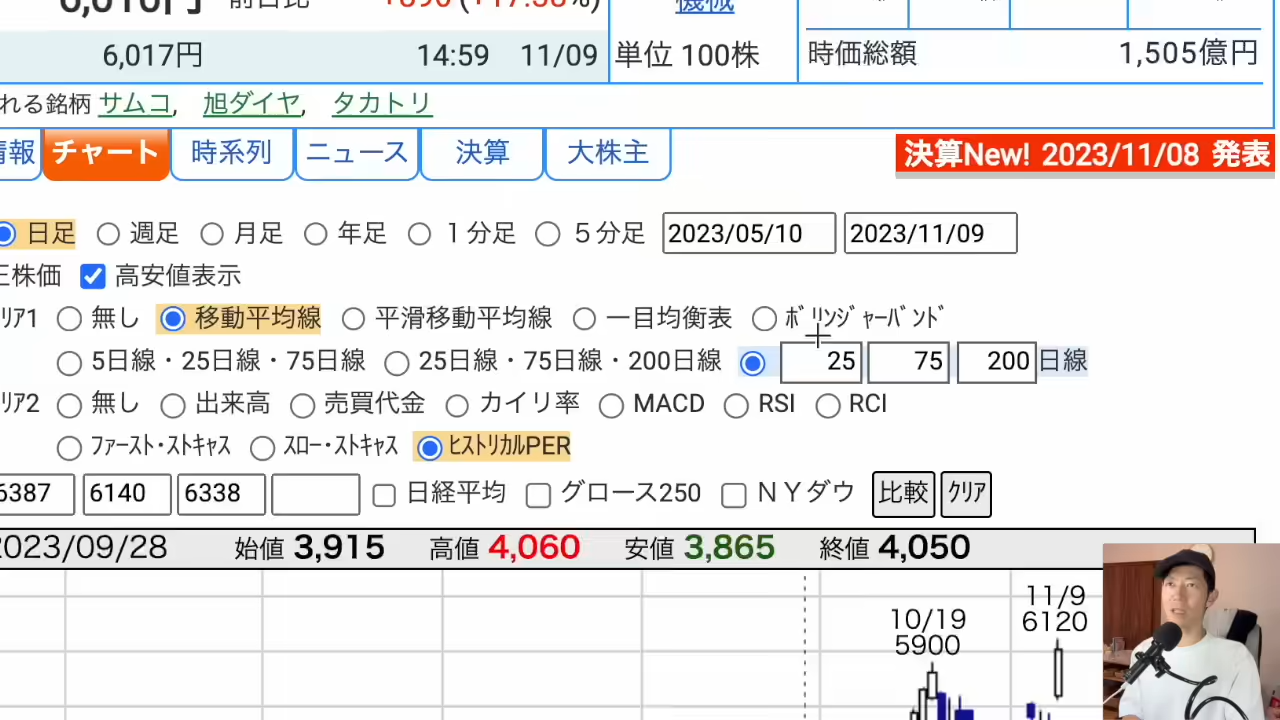 機械
6,017円 14:59 11/09 単位 100株 時価総額 1,505億円
れる銘柄 サムコ, 旭ダイヤ, タカトリ
情報 チャート 時系列 ニュース 決算 大株主 決算New! 2023/11/08 発表
日足 週足 月足 年足 1分足 5分足 2023/05/10 2023/11/09
株価 高安値表示
リア1 無し 移動平均線 平滑移動平均線 一目均衡表 ボリンジャーバンド
5日線・25日線・75日線 25日線・75日線・200日線 25 75 200 日線
リア2 無し 出来高 売買代金 カイリ率 MACD RSI RCI
ファースト・ストキャス スロー・ストキャス ヒストリカルPER
6387 6140 6338 日経平均 グロース250 NYダウ 比較 クリア
2023/09/28 始値 3,915 高値 4,060 安値 3,865 終値 4,050
11/9
6120
10/19
5900